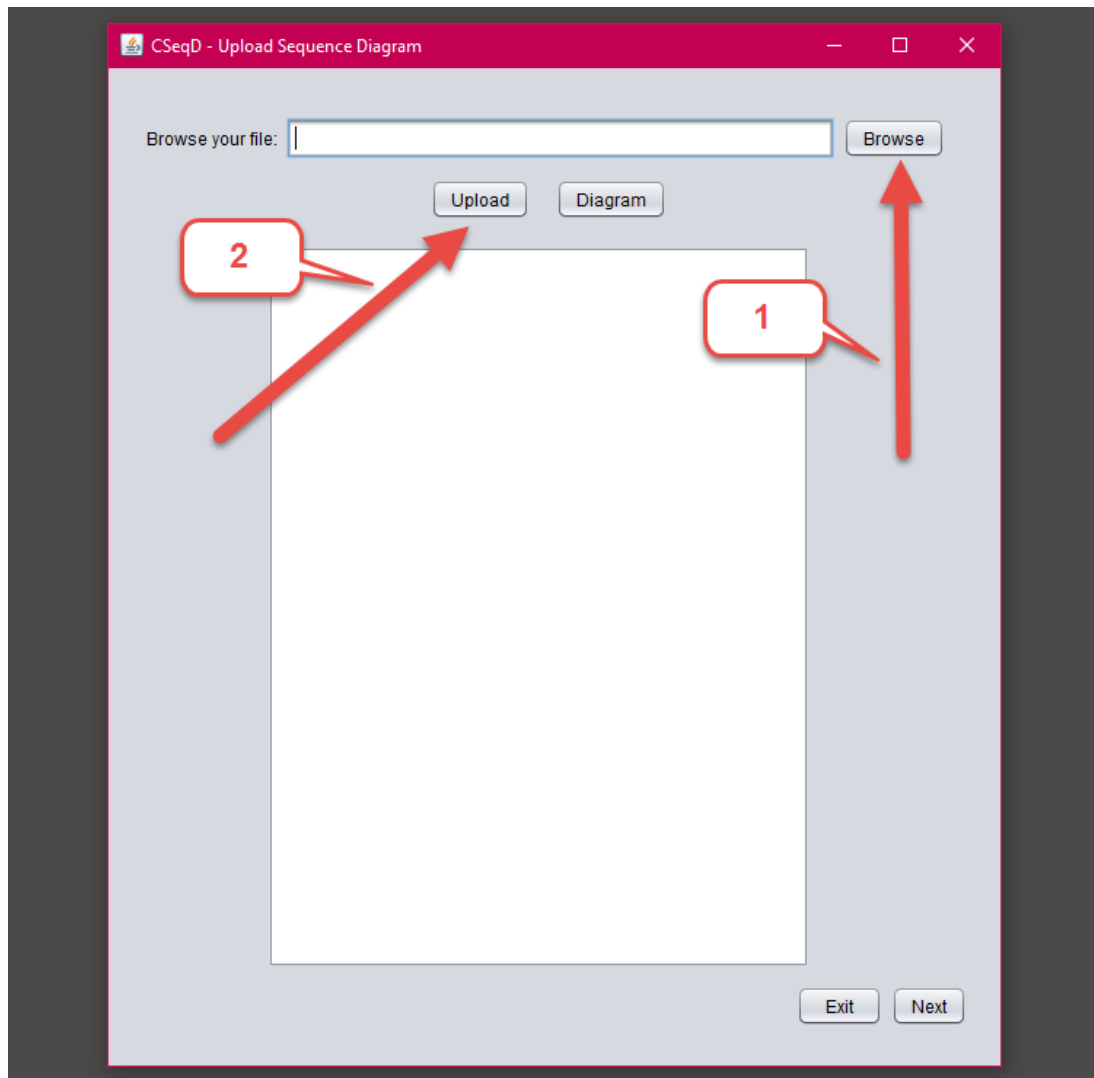 CSeqD - Upload Sequence Diagram
Browse your file:
Browse
Upload
Diagram
2
1
Exit
Next